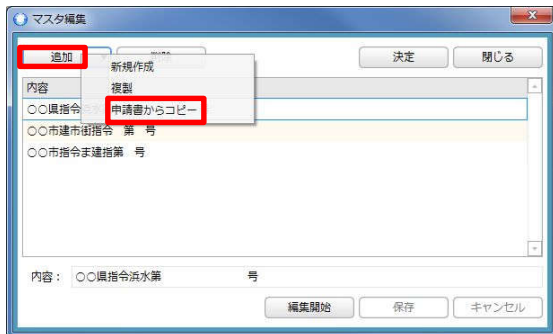 マスタ編集
追加
決定
閉じる
新規作成
複製
申請書からコピー
内容
○○県指令
○○市建市街指令　第　号
○○市指令ま建指第　号
内容：　○○県指令浜水第　　　　　　号
編集開始
保存
キャンセル